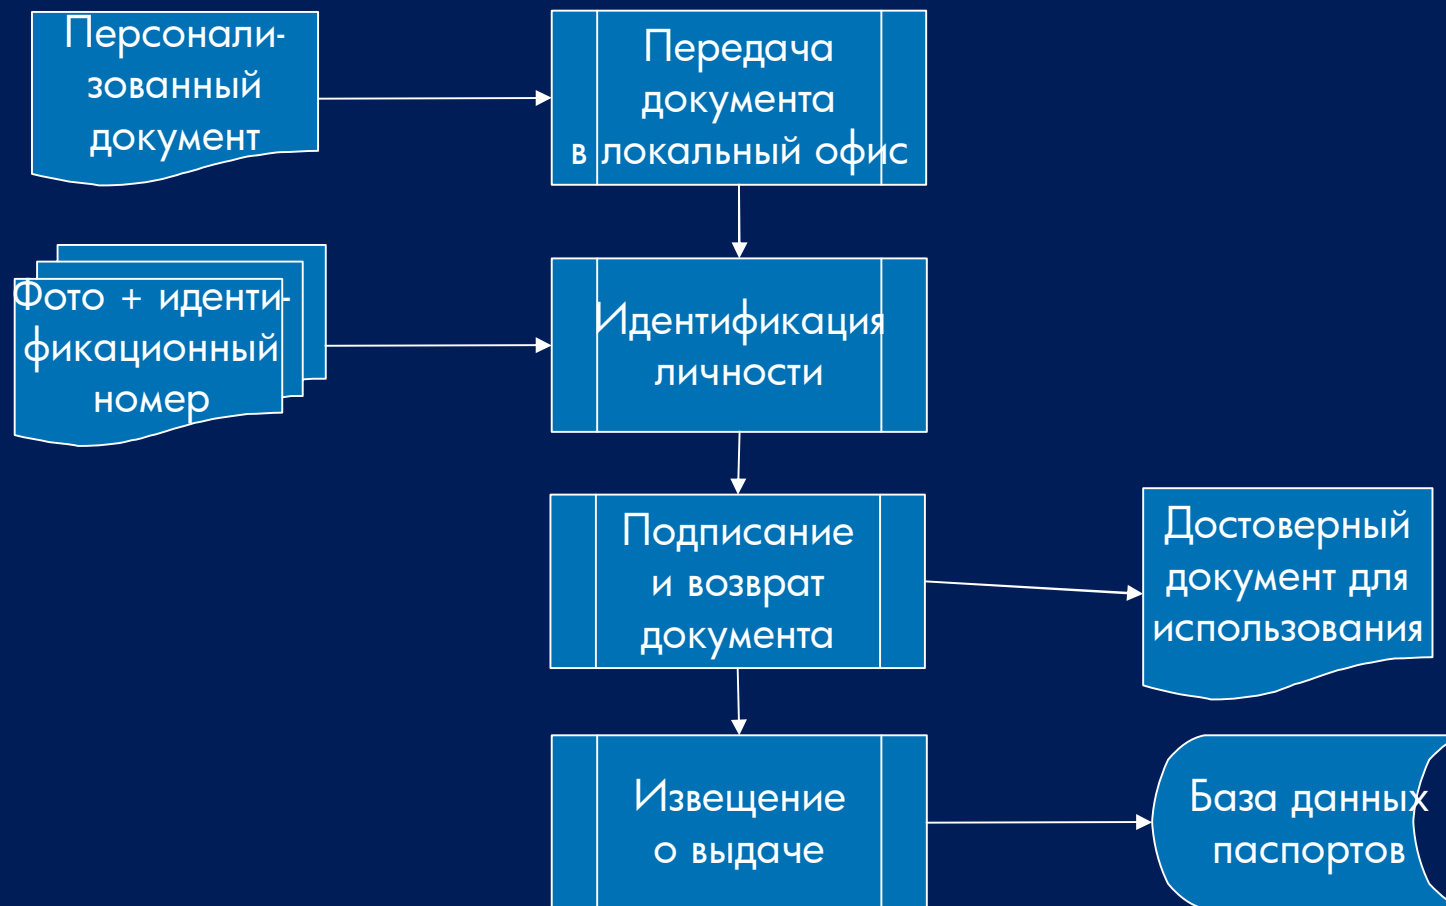 Персонали-
зованный
документ
Передача
документа
в локальный офис
Фото + иденти-
фикационный
номер
Идентификация
личности
Подписание
и возврат
документа
Достоверный
документ для
использования
Извещение
о выдаче
База данных
паспортов